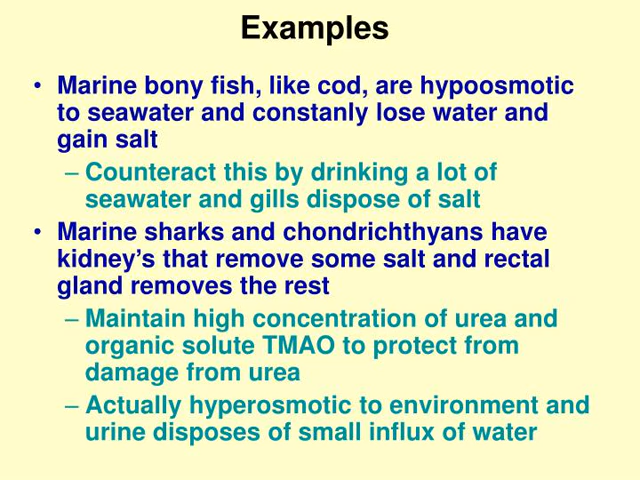 Examples
• Marine bony fish, like cod, are hypoosmotic
to seawater and constanly lose water and
gain salt
– Counteract this by drinking a lot of
seawater and gills dispose of salt
• Marine sharks and chondrichthyans have
kidney’s that remove some salt and rectal
gland removes the rest
– Maintain high concentration of urea and
organic solute TMAO to protect from
damage from urea
– Actually hyperosmotic to environment and
urine disposes of small influx of water